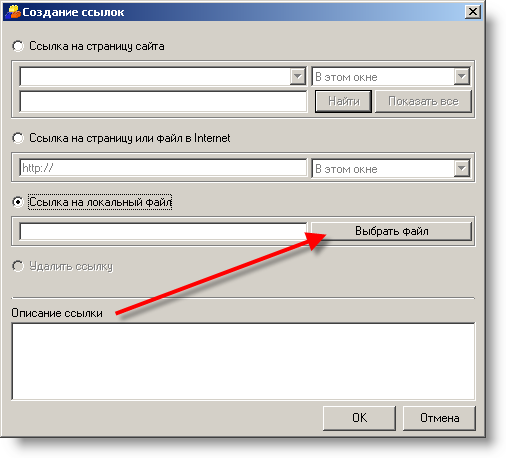 Создание ссылок
Ссылка на страницу сайта
В этом окне
Найти Показать все
Ссылка на страницу или файл в Internet
http:// В этом окне
Ссылка на локальный файл
Выбрать файл
Удалить ссылку
Описание ссылки
OK Отмена